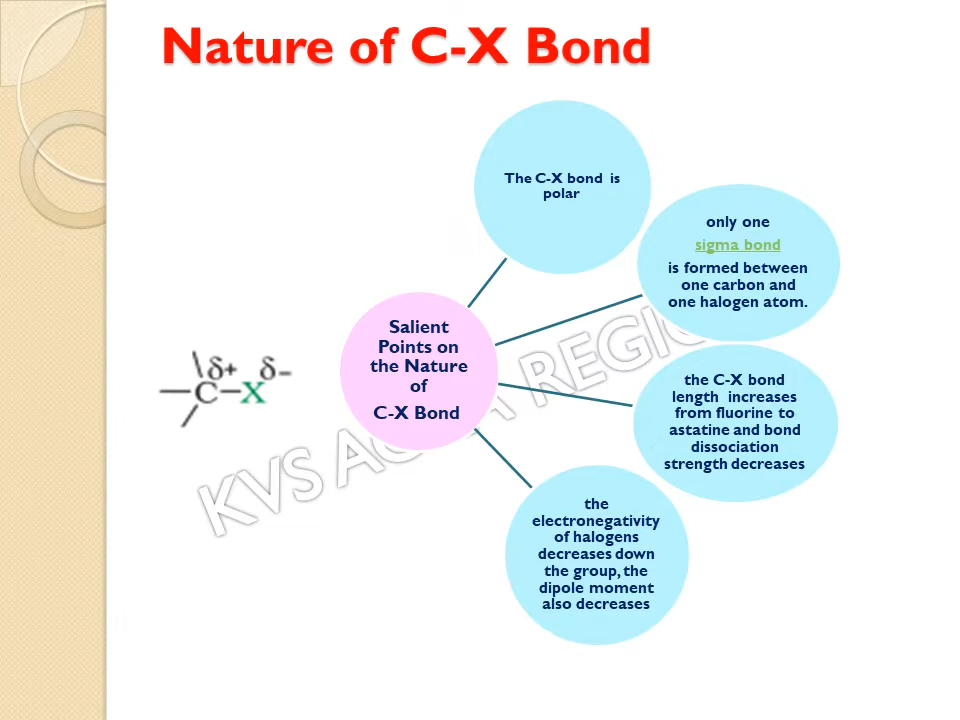 Nature of C-X Bond
The C-X bond is
polar
only one
sigma bond
is formed between
one carbon and
one halogen atom.
Salient
Points on
the Nature
of
C-X Bond
δ+ δ−
C X
the C-X bond
length increases
from fluorine to
astatine and bond
dissociation
strength decreases
the
electronegativity
of halogens
decreases down
the group, the
dipole moment
also decreases
KVS AGRA REGIO